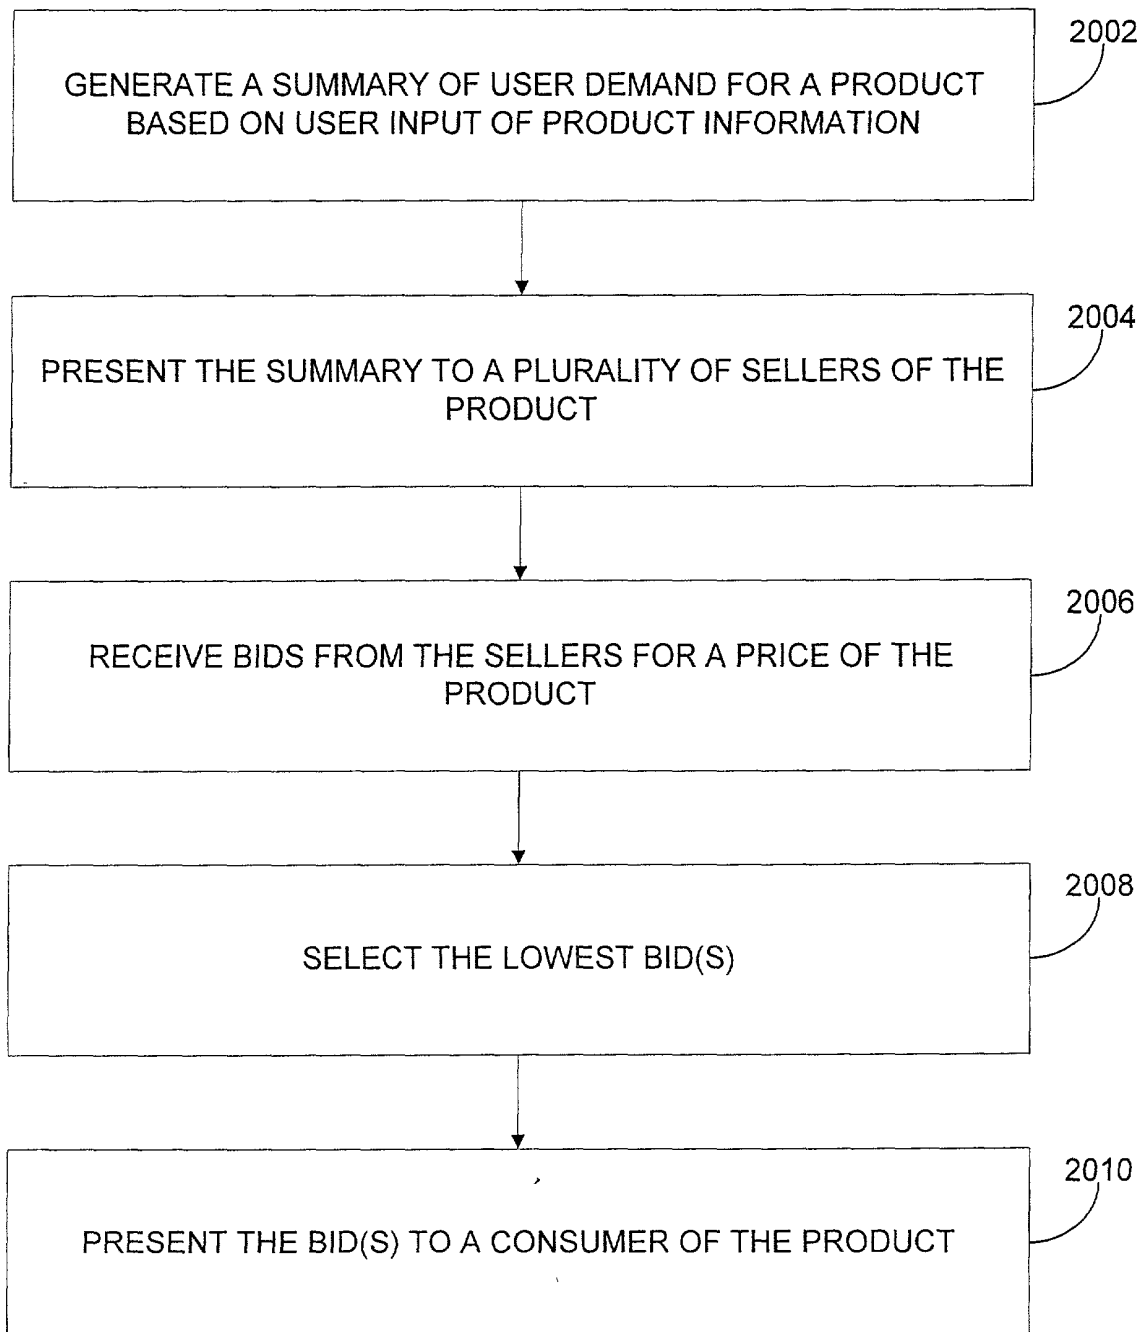 2002
GENERATE A SUMMARY OF USER DEMAND FOR A PRODUCT
BASED ON USER INPUT OF PRODUCT INFORMATION
2004
PRESENT THE SUMMARY TO A PLURALITY OF SELLERS OF THE
PRODUCT
2006
RECEIVE BIDS FROM THE SELLERS FOR A PRICE OF THE
PRODUCT
2008
SELECT THE LOWEST BID(S)
2010
PRESENT THE BID(S) TO A CONSUMER OF THE PRODUCT